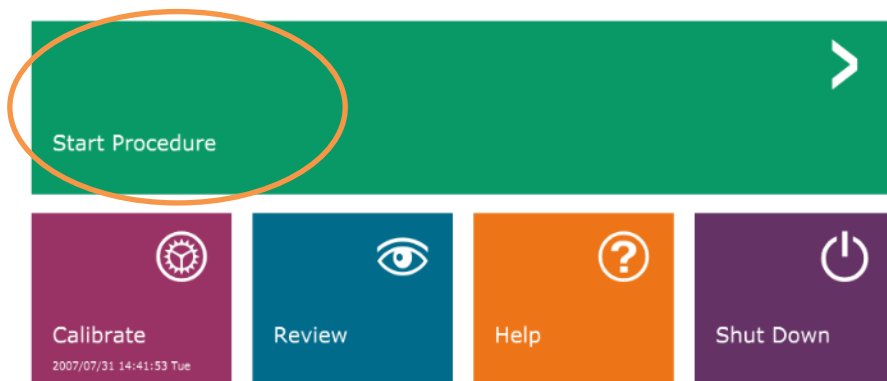 Start Procedure
Calibrate
2007/07/31 14:41:53 Tue
Review
Help
Shut Down